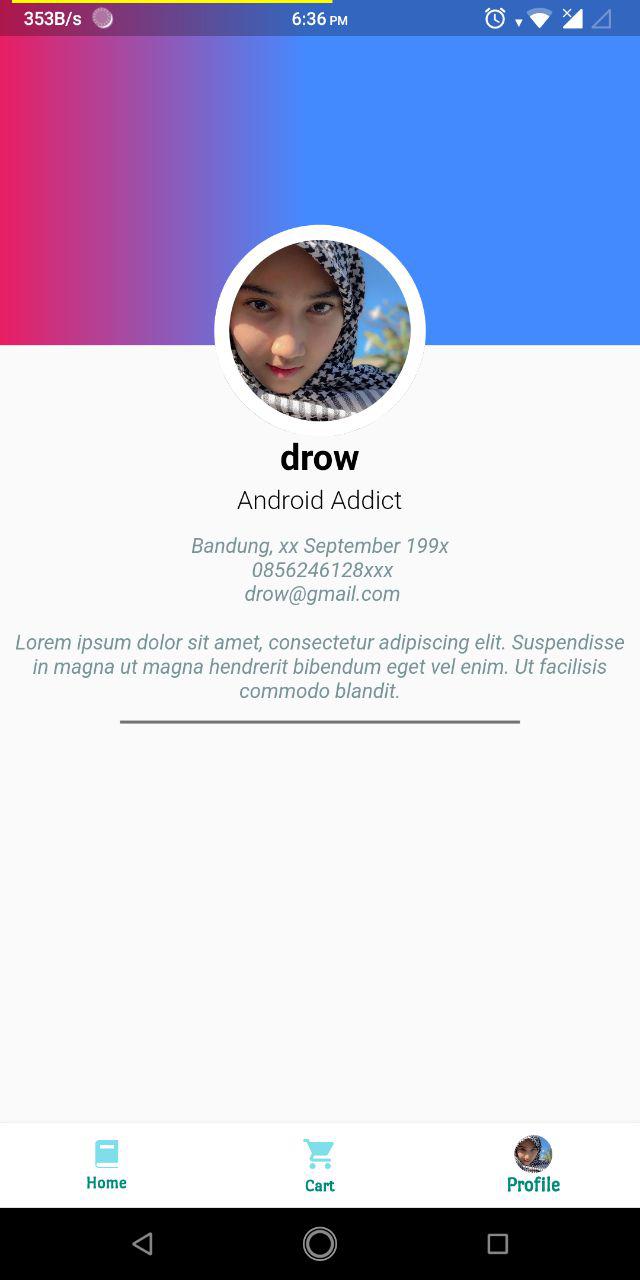 353B/s
6:36 PM
drow
Android Addict
Bandung, xx September 199x
0856246128xxx
drow@gmail.com
Lorem ipsum dolor sit amet, consectetur adipiscing elit. Suspendisse
in magna ut magna hendrerit bibendum eget vel enim. Ut facilisis
commodo blandit.
Home
Cart
Profile